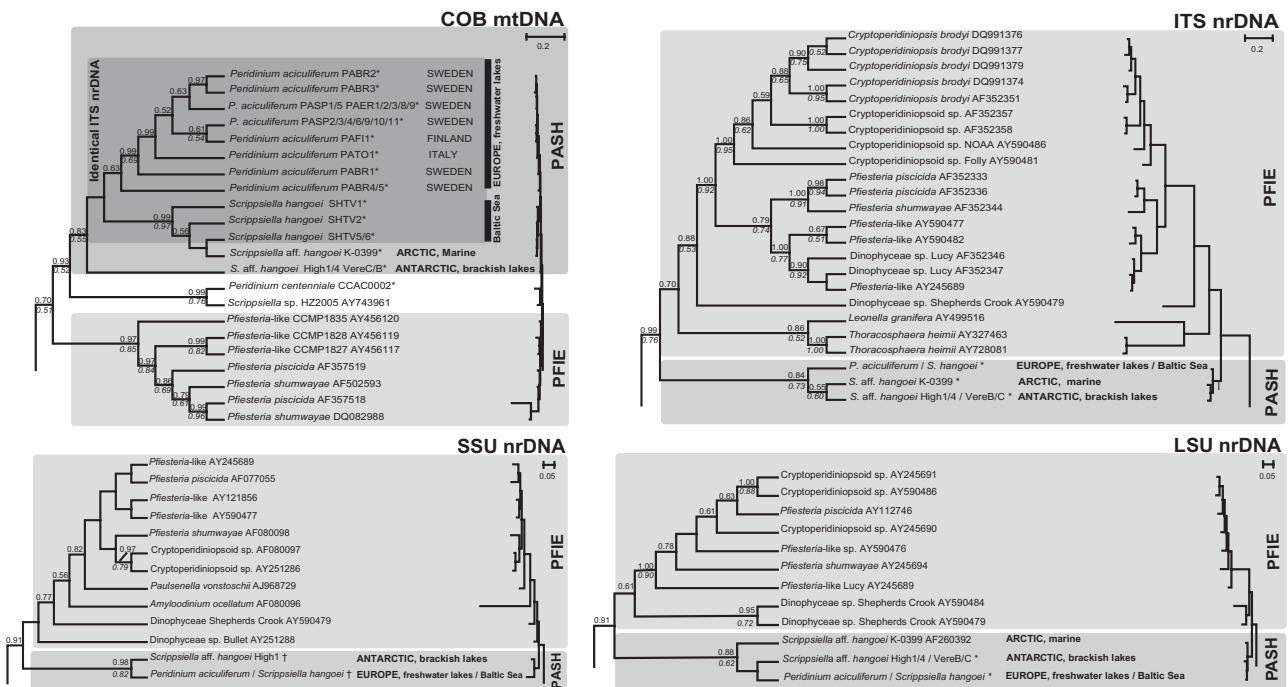 COB mtDNA
0.2
Identical ITS nrDNA
Peridinium aciculiferum PABR2* SWEDEN
Peridinium aciculiferum PABR3* SWEDEN
P. aciculiferum PASP1/5 PAER1/2/3/8/9* SWEDEN
P. aciculiferum PASP2/3/4/6/9/10/11* SWEDEN
Peridinium aciculiferum PAFI1* FINLAND
Peridinium aciculiferum PATO1* ITALY
Peridinium aciculiferum PABR1* SWEDEN
Peridinium aciculiferum PABR4/5* SWEDEN
EUROPE, freshwater lakes
Scrippsiella hangoei SHTV1*
Scrippsiella hangoei SHTV2*
Scrippsiella hangoei SHTV5/6*
Baltic Sea
Scrippsiella aff. hangoei K-0399* ARCTIC, Marine
S. aff. hangoei High1/4 VereC/B* ANTARCTIC, brackish lakes
PASH
Peridinium centenniale CCAC0002*
Scrippsiella sp. HZ2005 AY743961
Pfiesteria-like CCMP1835 AY456120
Pfiesteria-like CCMP1828 AY456119
Pfiesteria-like CCMP1827 AY456117
Pfiesteria piscicida AF357519
Pfiesteria shumwayae AF502593
Pfiesteria piscicida AF357518
Pfiesteria shumwayae DQ082988
PFIE
0.97
0.63
0.52
0.61
0.54
0.99
0.99
0.69
0.63
0.99
0.97
0.56
0.83
0.55
0.93
0.52
0.99
0.76
0.70
0.51
0.97
0.85
0.99
0.82
0.97
0.84
0.86
0.69
0.79
0.61
0.99
0.96
ITS nrDNA
0.2
Cryptoperidiniopsis brodyi DQ991376
Cryptoperidiniopsis brodyi DQ991377
Cryptoperidiniopsis brodyi DQ991379
Cryptoperidiniopsis brodyi DQ991374
Cryptoperidiniopsis brodyi AF352351
Cryptoperidiniopsoid sp. AF352357
Cryptoperidiniopsoid sp. AF352358
Cryptoperidiniopsoid sp. NOAA AY590486
Cryptoperidiniopsoid sp. Folly AY590481
Pfiesteria piscicida AF352333
Pfiesteria piscicida AF352336
Pfiesteria shumwayae AF352344
Pfiesteria-like AY590477
Pfiesteria-like AY590482
Dinophyceae sp. Lucy AF352346
Dinophyceae sp. Lucy AF352347
Pfiesteria-like AY245689
Dinophyceae sp. Shepherds Crook AY590479
Leonella granifera AY499516
Thoracosphaera heimii AY327463
Thoracosphaera heimii AY728081
PFIE
P. aciculiferum / S. hangoei * EUROPE, freshwater lakes / Baltic Sea
S. aff. hangoei K-0399 * ARCTIC, marine
S. aff. hangoei High1/4 / VereB/C * ANTARCTIC, brackish lakes
PASH
0.90
0.75
0.52
0.88
0.65
1.00
0.95
0.59
1.00
1.00
0.86
0.62
1.00
0.95
1.00
0.92
0.98
0.94
1.00
0.91
0.79
0.74
0.67
0.51
1.00
0.77
0.90
0.92
0.88
0.53
0.70
0.86
0.52
1.00
1.00
0.99
0.76
0.84
0.73
0.55
0.60
SSU nrDNA
0.05
Pfiesteria-like AY245689
Pfiesteria piscicida AF077055
Pfiesteria-like AY121856
Pfiesteria-like AY590477
Pfiesteria shumwayae AF080098
Cryptoperidiniopsoid sp. AF080097
Cryptoperidiniopsoid sp. AY251286
Paulsenella vonstoschii AJ968729
Amyloodinium ocellatum AF080096
Dinophyceae Shepherds Crook AY590479
Dinophyceae sp. Bullet AY251288
PFIE
Scrippsiella aff. hangoei High1 † ANTARCTIC, brackish lakes
Peridinium aciculiferum / Scrippsiella hangoei † EUROPE, freshwater lakes / Baltic Sea
PASH
0.97
0.79
0.82
0.56
0.77
0.91
0.98
0.82
LSU nrDNA
0.05
Cryptoperidiniopsoid sp. AY245691
Cryptoperidiniopsoid sp. AY590486
Pfiesteria piscicida AY112746
Cryptoperidiniopsoid sp. AY245690
Pfiesteria-like sp. AY590476
Pfiesteria shumwayae AY245694
Pfiesteria-like Lucy AY245689
Dinophyceae sp. Shepherds Crook AY590484
Dinophyceae sp. Shepherds Crook AY590479
PFIE
Scrippsiella aff. hangoei K-0399 AF260392 ARCTIC, marine
Scrippsiella aff. hangoei High1/4 / VereB/C * ANTARCTIC, brackish lakes
Peridinium aciculiferum / Scrippsiella hangoei * EUROPE, freshwater lakes / Baltic Sea
PASH
1.00
0.88
0.63
0.61
0.78
1.00
0.90
0.61
0.95
0.72
0.91
0.88
0.62